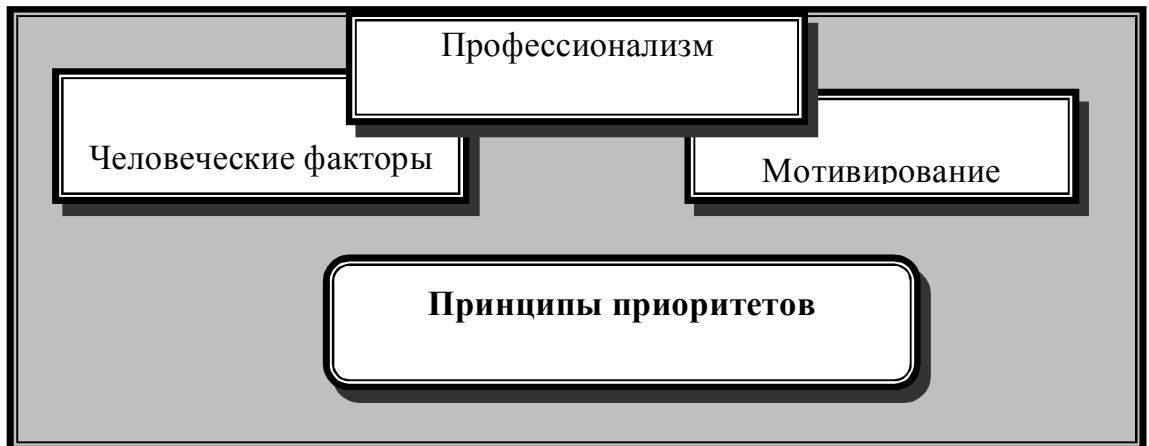 Профессионализм
Человеческие факторы
Мотивирование
Принципы приоритетов